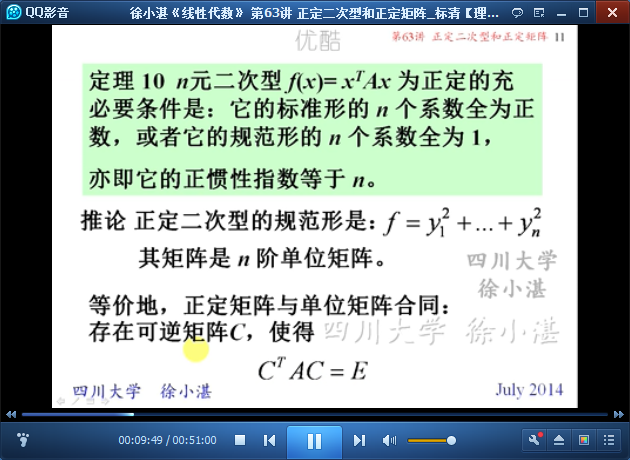 QQ影音
徐小湛《线性代数》 第63讲 正定二次型和正定矩阵_标清【理...
优酷
第63讲 正定二次型和正定矩阵 11
定理 10 n元二次型 f(x)= x^T Ax 为正定的充
必要条件是：它的标准形的 n 个系数全为正
数，或者它的规范形的 n 个系数全为 1，
亦即它的正惯性指数等于 n。
推论 正定二次型的规范形是：f = y_1^2 + ... + y_n^2
其矩阵是 n 阶单位矩阵。
四川大学
徐小湛
等价地，正定矩阵与单位矩阵合同：
存在可逆矩阵C，使得
四川大学 徐小湛
C^T AC = E
四川大学 徐小湛
July 2014
00:09:49 / 00:51:00